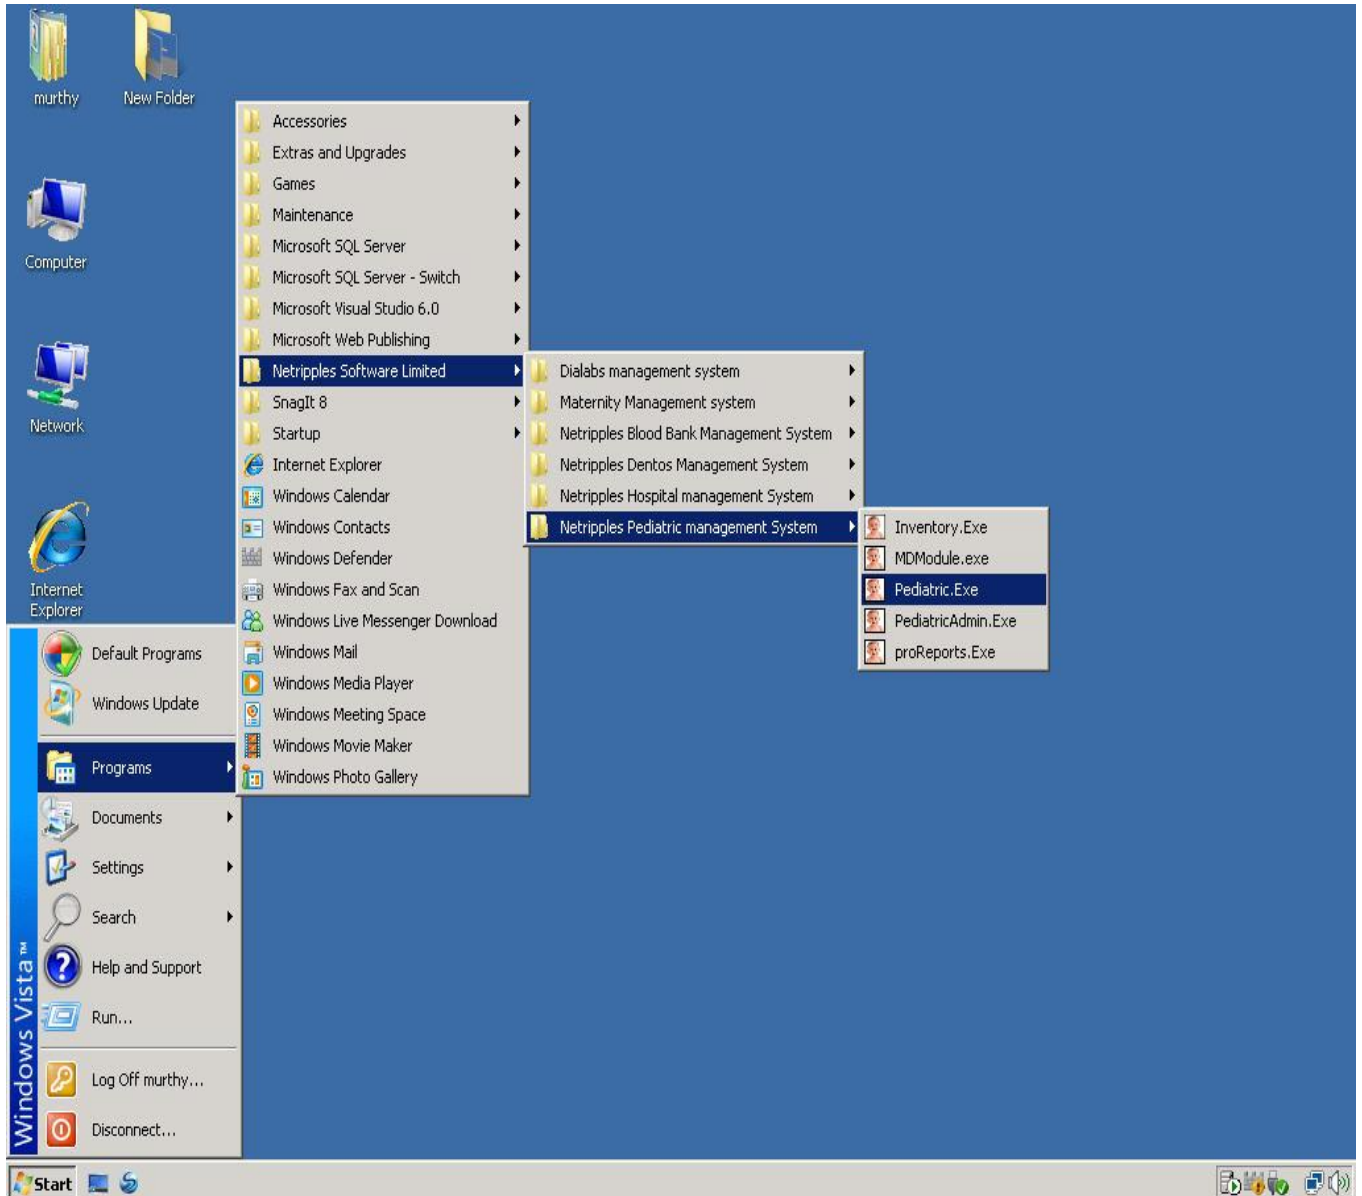 murthy
New Folder
Computer
Network
Internet
Explorer
Accessories
Extras and Upgrades
Games
Maintenance
Microsoft SQL Server
Microsoft SQL Server - Switch
Microsoft Visual Studio 6.0
Microsoft Web Publishing
Netripples Software Limited
SnagIt 8
Startup
Internet Explorer
Windows Calendar
Windows Contacts
Windows Defender
Windows Fax and Scan
Windows Live Messenger Download
Windows Mail
Windows Media Player
Windows Meeting Space
Windows Movie Maker
Windows Photo Gallery
Dialabs management system
Maternity Management system
Netripples Blood Bank Management System
Netripples Dentos Management System
Netripples Hospital management System
Netripples Pediatric management System
Inventory.Exe
MDModule.exe
Pediatric.Exe
PediatricAdmin.Exe
proReports.Exe
Default Programs
Windows Update
Programs
Documents
Settings
Search
Help and Support
Run...
Log Off murthy...
Disconnect...
Windows Vista™
Start